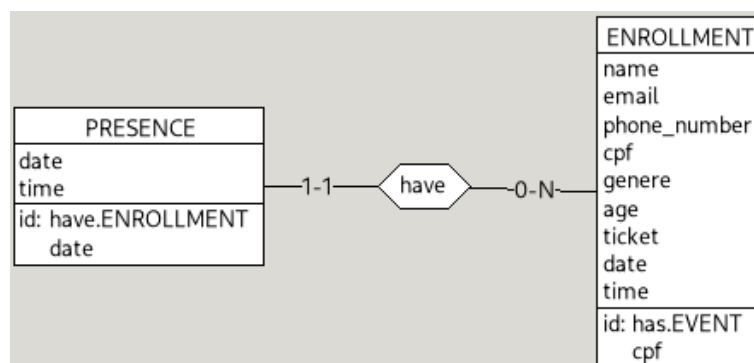 PRESENCE
date
time
id: have.ENROLLMENT
date
1-1
have
0-N
ENROLLMENT
name
email
phone_number
cpf
genere
age
ticket
date
time
id: has.EVENT
cpf